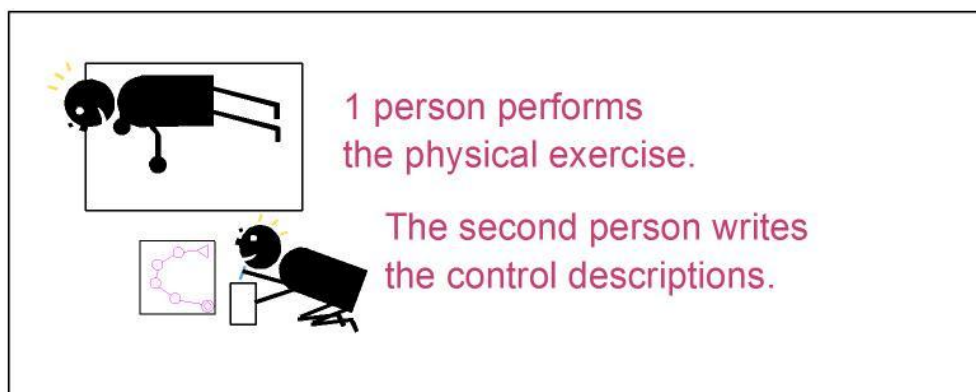 1 person performs
the physical exercise.
The second person writes
the control descriptions.